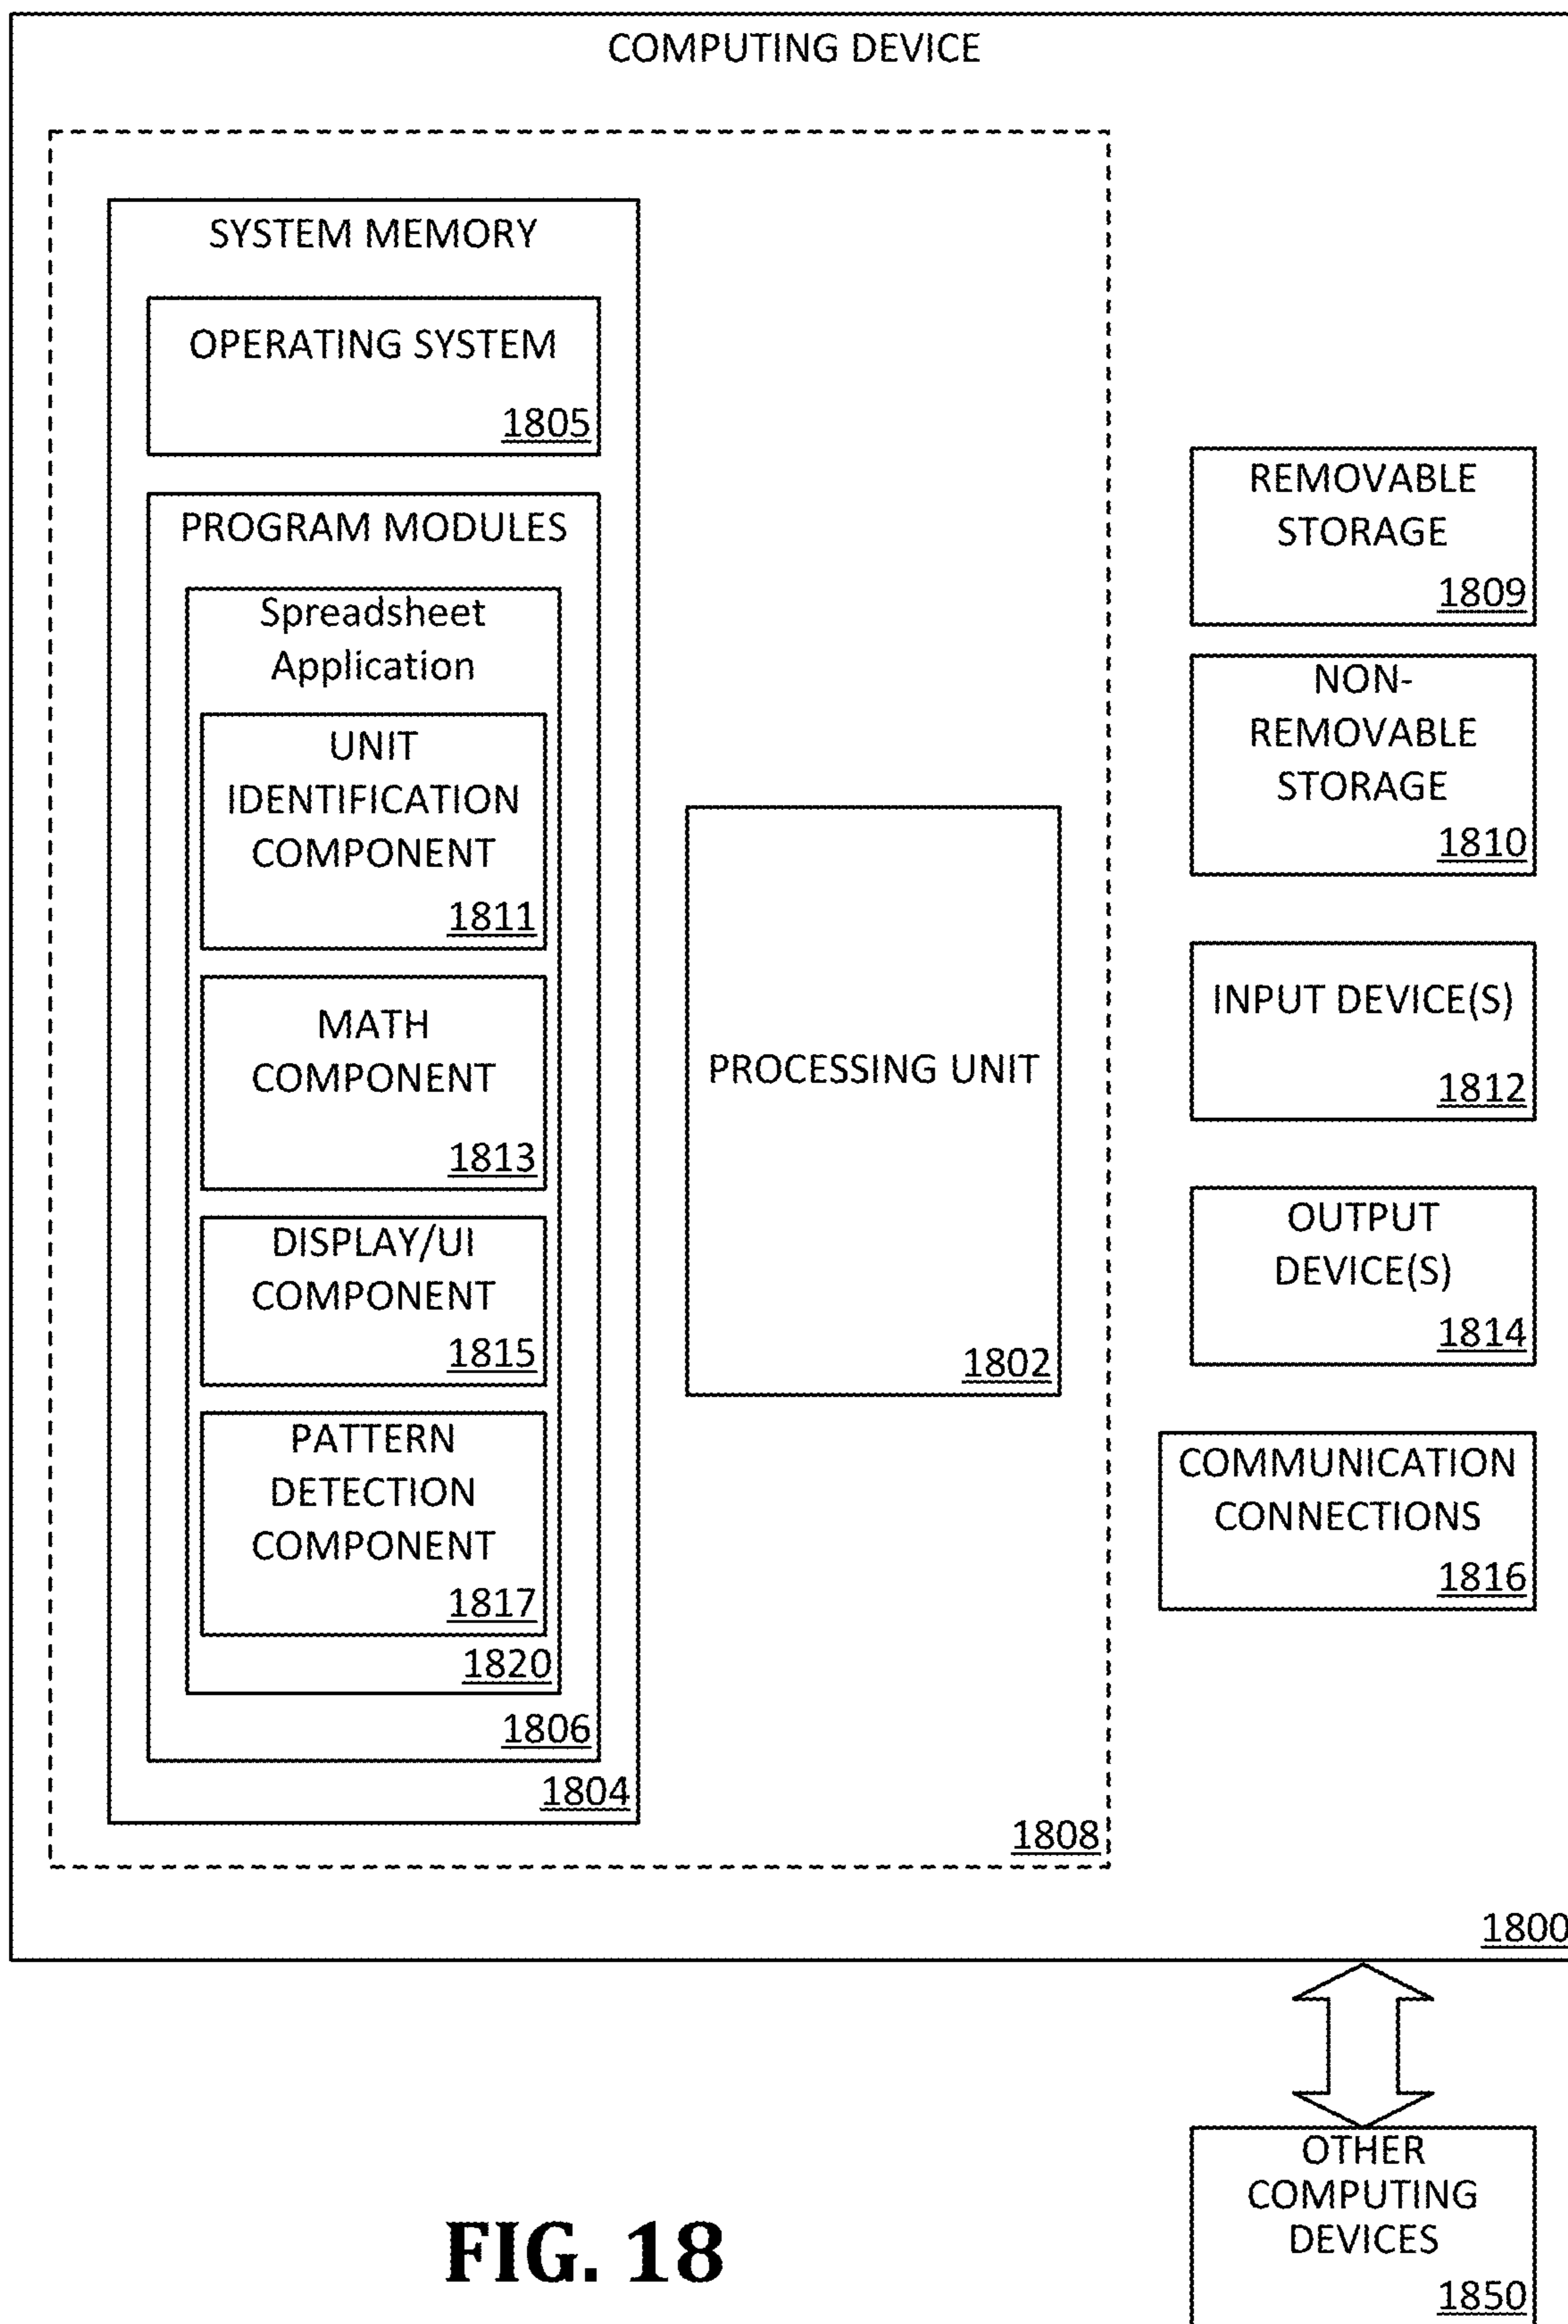 COMPUTING DEVICE
SYSTEM MEMORY
OPERATING SYSTEM
1805
PROGRAM MODULES
Spreadsheet
Application
UNIT
IDENTIFICATION
COMPONENT
1811
MATH
COMPONENT
1813
DISPLAY/UI
COMPONENT
1815
PATTERN
DETECTION
COMPONENT
1817
1820
1806
1804
PROCESSING UNIT
1802
1808
REMOVABLE
STORAGE
1809
NON-
REMOVABLE
STORAGE
1810
INPUT DEVICE(S)
1812
OUTPUT
DEVICE(S)
1814
COMMUNICATION
CONNECTIONS
1816
1800
OTHER
COMPUTING
DEVICES
1850
FIG. 18